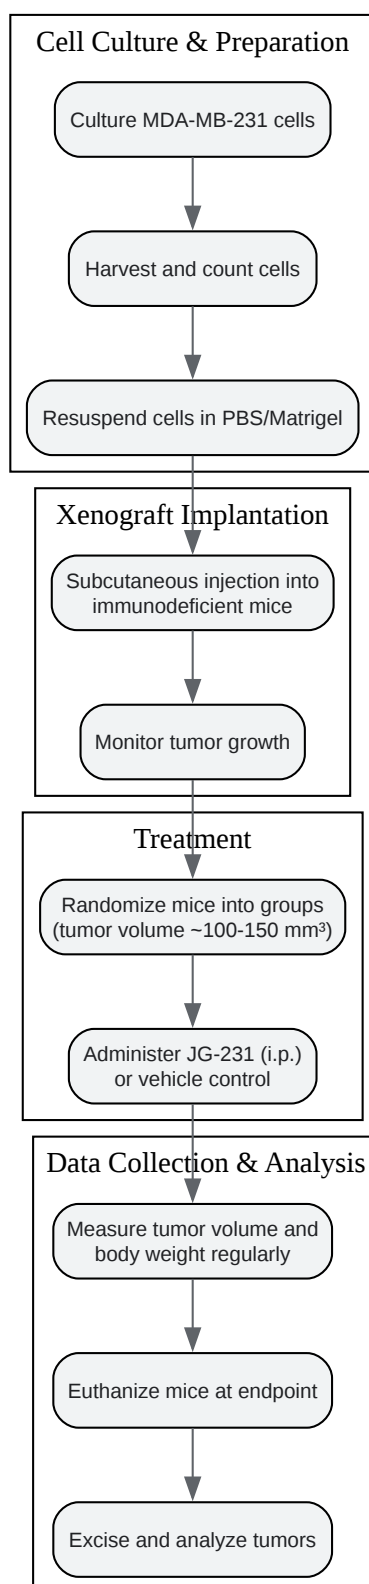 Cell Culture & Preparation
Culture MDA-MB-231 cells
Harvest and count cells
Resuspend cells in PBS/Matrigel
Xenograft Implantation
Subcutaneous injection into
immunodeficient mice
Monitor tumor growth
Treatment
Randomize mice into groups
(tumor volume ~100-150 mm³)
Administer JG-231 (i.p.)
or vehicle control
Data Collection & Analysis
Measure tumor volume and
body weight regularly
Euthanize mice at endpoint
Excise and analyze tumors